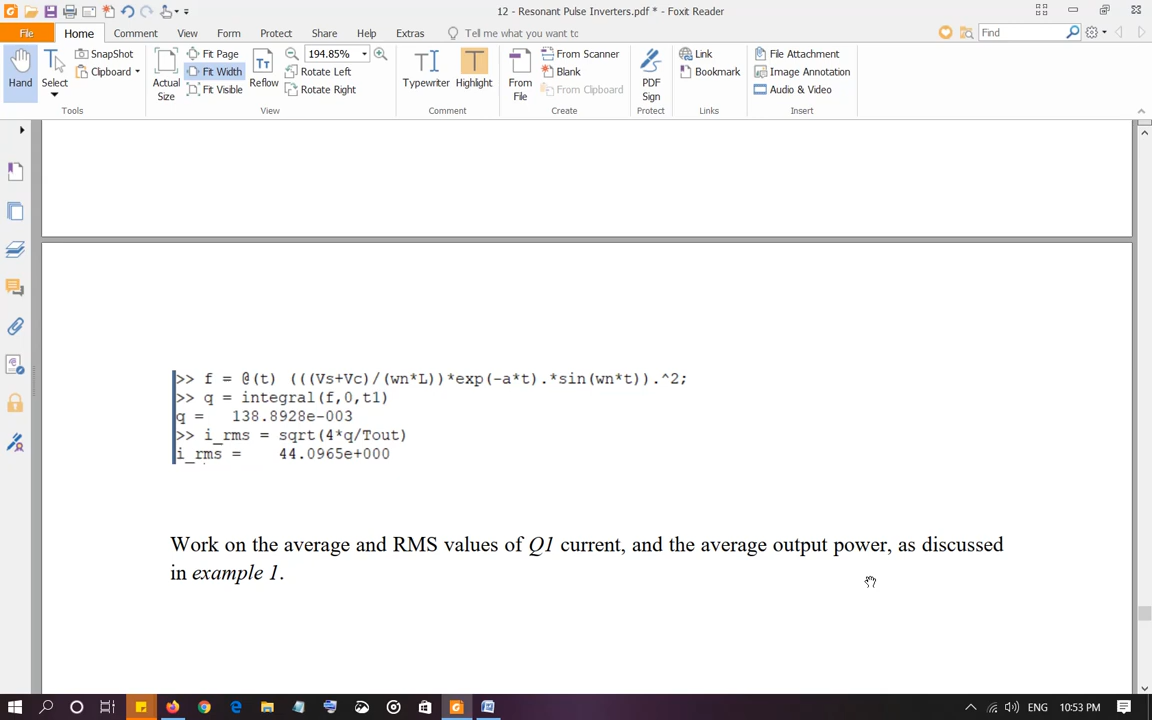 12 - Resonant Pulse Inverters.pdf * - Foxit Reader
File Home Comment View Form Protect Share Help Extras Tell me what you want to Find
Hand
Select
SnapShot
Clipboard
Actual Size
Fit Page
Fit Width
Fit Visible
Reflow
194.85%
Rotate Left
Rotate Right
Typewriter
Highlight
From File
From Scanner
Blank
From Clipboard
PDF Sign
Link
Bookmark
File Attachment
Image Annotation
Audio & Video
Tools View Comment Create Protect Links Insert
>> f = @(t) (((Vs+Vc)/(wn*L))*exp(-a*t).*sin(wn*t)).^2;
>> q = integral(f,0,t1)
q = 138.8928e-003
>> i_rms = sqrt(4*q/Tout)
i_rms = 44.0965e+000
Work on the average and RMS values of Q1 current, and the average output power, as discussed
in example 1.
ENG 10:53 PM